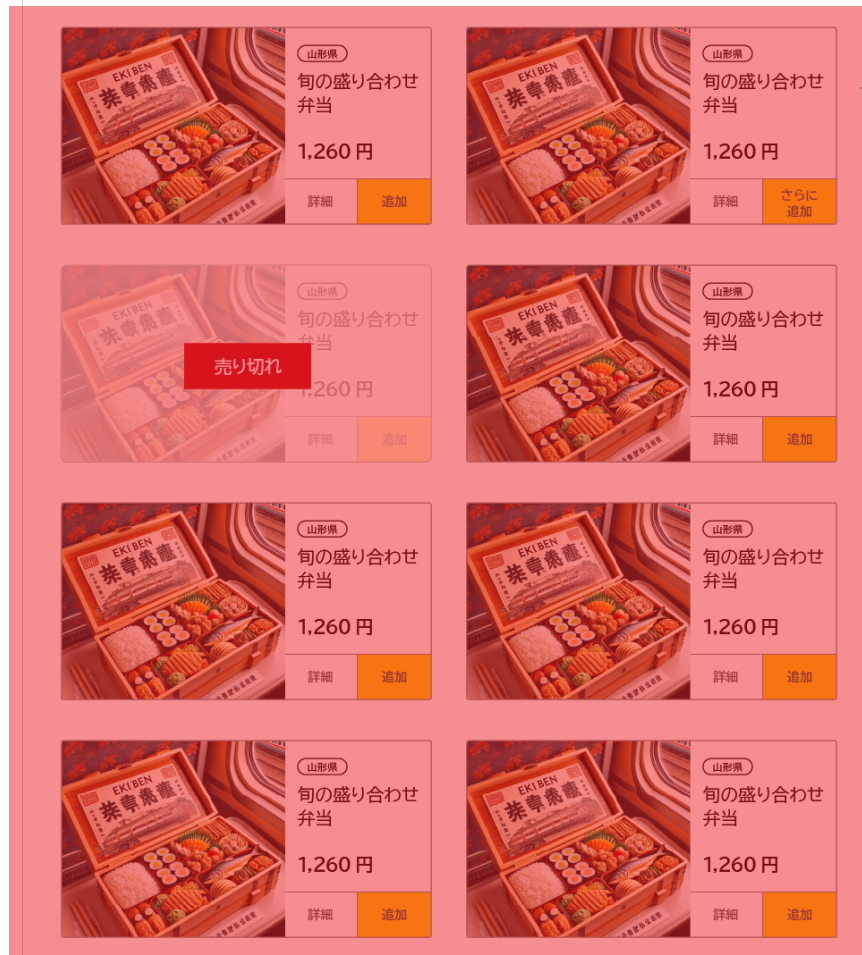 EKIBEN
山形県
旬の盛り合わせ
弁当
1,260 円
詳細
追加
EKIBEN
山形県
旬の盛り合わせ
弁当
1,260 円
詳細
さらに
追加
EKIBEN
山形県
旬の盛り合わせ
弁当
売り切れ
1,260 円
詳細
追加
EKIBEN
山形県
旬の盛り合わせ
弁当
1,260 円
詳細
追加
EKIBEN
山形県
旬の盛り合わせ
弁当
1,260 円
詳細
追加
EKIBEN
山形県
旬の盛り合わせ
弁当
1,260 円
詳細
追加
EKIBEN
山形県
旬の盛り合わせ
弁当
1,260 円
詳細
追加
EKIBEN
山形県
旬の盛り合わせ
弁当
1,260 円
詳細
追加